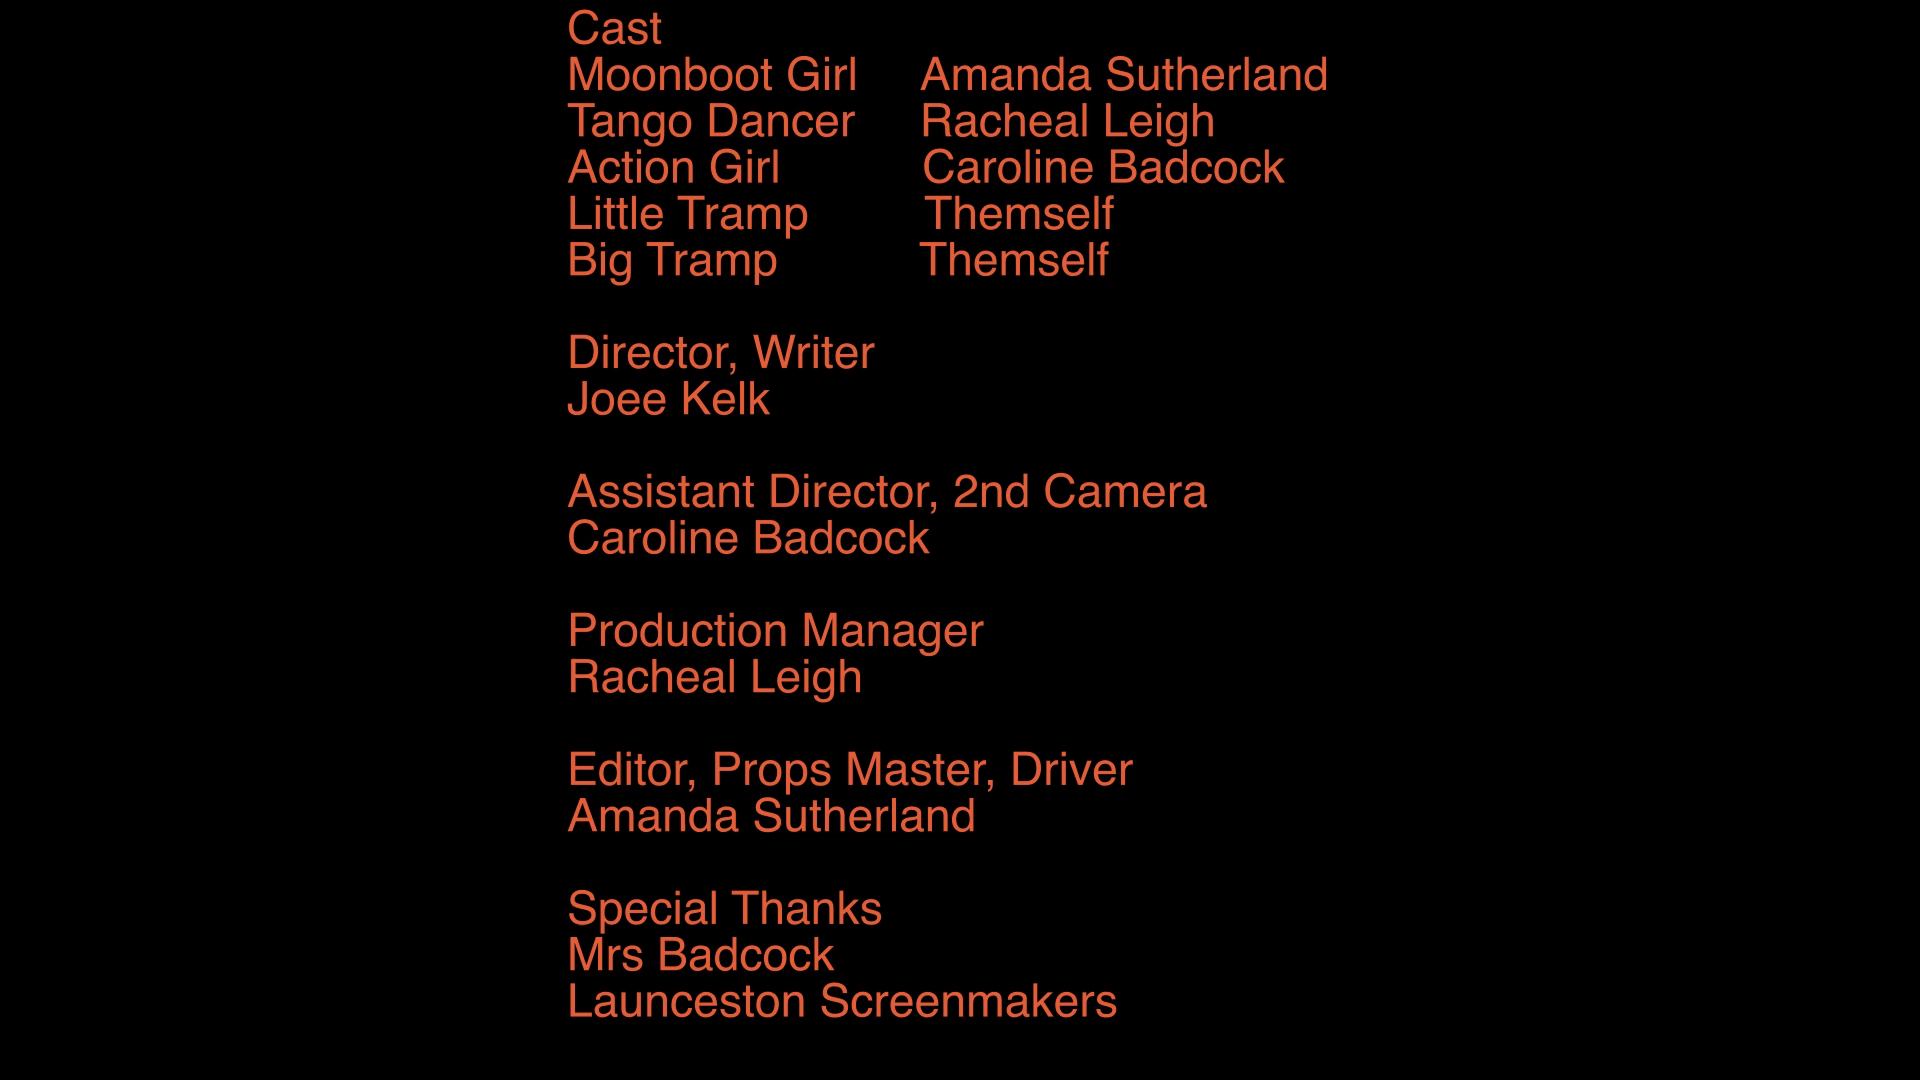 Cast
Moonboot Girl Amanda Sutherland
Tango Dancer Racheal Leigh
Action Girl Caroline Badcock
Little Tramp Themself
Big Tramp Themself
Director, Writer
Joee Kelk
Assistant Director, 2nd Camera
Caroline Badcock
Production Manager
Racheal Leigh
Editor, Props Master, Driver
Amanda Sutherland
Special Thanks
Mrs Badcock
Launceston Screenmakers